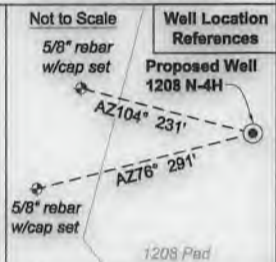 Not to Scale
Well Location
References
5/8" rebar
w/cap set
Proposed Well
1208 N-4H
AZ104° 231'
AZ76° 291'
5/8" rebar
w/cap set
1208 Pad